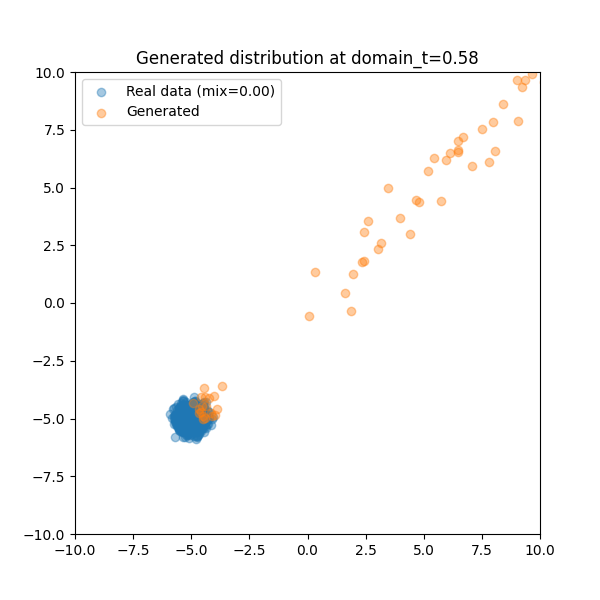 Generated distribution at domain_t=0.58
Real data (mix=0.00)
Generated
10.0
7.5
5.0
2.5
0.0
−2.5
−5.0
−7.5
−10.0
−10.0 −7.5 −5.0 −2.5 0.0 2.5 5.0 7.5 10.0